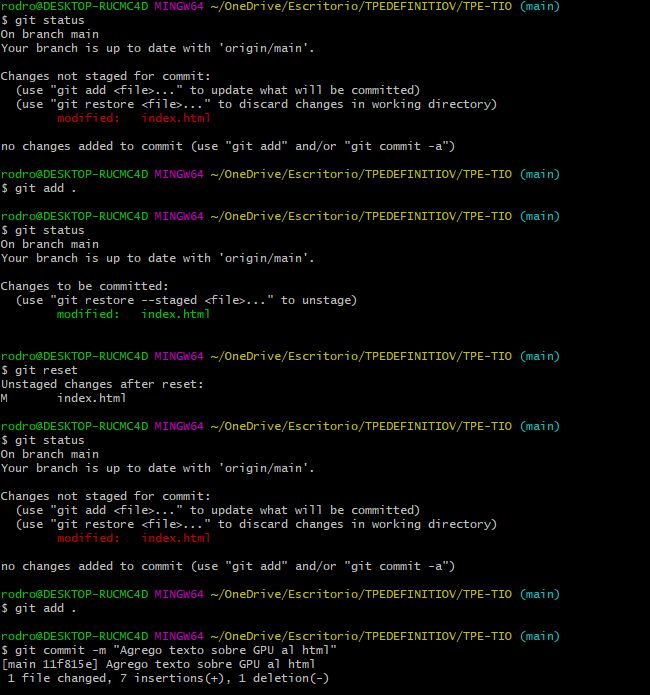 rodro@DESKTOP-RUCMC4D MINGW64 ~/OneDrive/Escritorio/TPEDEFINITIOV/TPE-TIO (main)
$ git status
On branch main
Your branch is up to date with 'origin/main'.

Changes not staged for commit:
  (use "git add <file>..." to update what will be committed)
  (use "git restore <file>..." to discard changes in working directory)
        modified:   index.html

no changes added to commit (use "git add" and/or "git commit -a")

rodro@DESKTOP-RUCMC4D MINGW64 ~/OneDrive/Escritorio/TPEDEFINITIOV/TPE-TIO (main)
$ git add .

rodro@DESKTOP-RUCMC4D MINGW64 ~/OneDrive/Escritorio/TPEDEFINITIOV/TPE-TIO (main)
$ git status
On branch main
Your branch is up to date with 'origin/main'.

Changes to be committed:
  (use "git restore --staged <file>..." to unstage)
        modified:   index.html


rodro@DESKTOP-RUCMC4D MINGW64 ~/OneDrive/Escritorio/TPEDEFINITIOV/TPE-TIO (main)
$ git reset
Unstaged changes after reset:
M       index.html

rodro@DESKTOP-RUCMC4D MINGW64 ~/OneDrive/Escritorio/TPEDEFINITIOV/TPE-TIO (main)
$ git status
On branch main
Your branch is up to date with 'origin/main'.

Changes not staged for commit:
  (use "git add <file>..." to update what will be committed)
  (use "git restore <file>..." to discard changes in working directory)
        modified:   index.html

no changes added to commit (use "git add" and/or "git commit -a")

rodro@DESKTOP-RUCMC4D MINGW64 ~/OneDrive/Escritorio/TPEDEFINITIOV/TPE-TIO (main)
$ git add .

rodro@DESKTOP-RUCMC4D MINGW64 ~/OneDrive/Escritorio/TPEDEFINITIOV/TPE-TIO (main)
$ git commit -m "Agrego texto sobre GPU al html"
[main 11f815e] Agrego texto sobre GPU al html
 1 file changed, 7 insertions(+), 1 deletion(-)